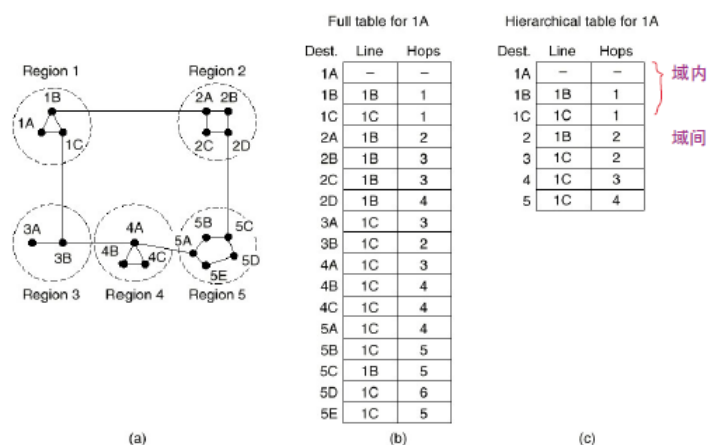 Full table for 1A
Hierarchical table for 1A
Dest. Line Hops
Dest. Line Hops
Region 1
Region 2
1B
2A 2B
1A
1C
2C
2D
3A
3B
4A
4B
4C
5B
5C
5A
5D
5E
Region 3
Region 4
Region 5
1A – –
1B 1B 1
1C 1C 1
2A 1B 2
2B 1B 3
2C 1B 3
2D 1B 4
3A 1C 3
3B 1C 2
4A 1C 3
4B 1C 4
4C 1C 4
5A 1C 4
5B 1C 5
5C 1B 5
5D 1C 6
5E 1C 5
1A – –
1B 1B 1
1C 1C 1
2 1B 2
3 1C 2
4 1C 3
5 1C 4
域内
域间
(a)
(b)
(c)